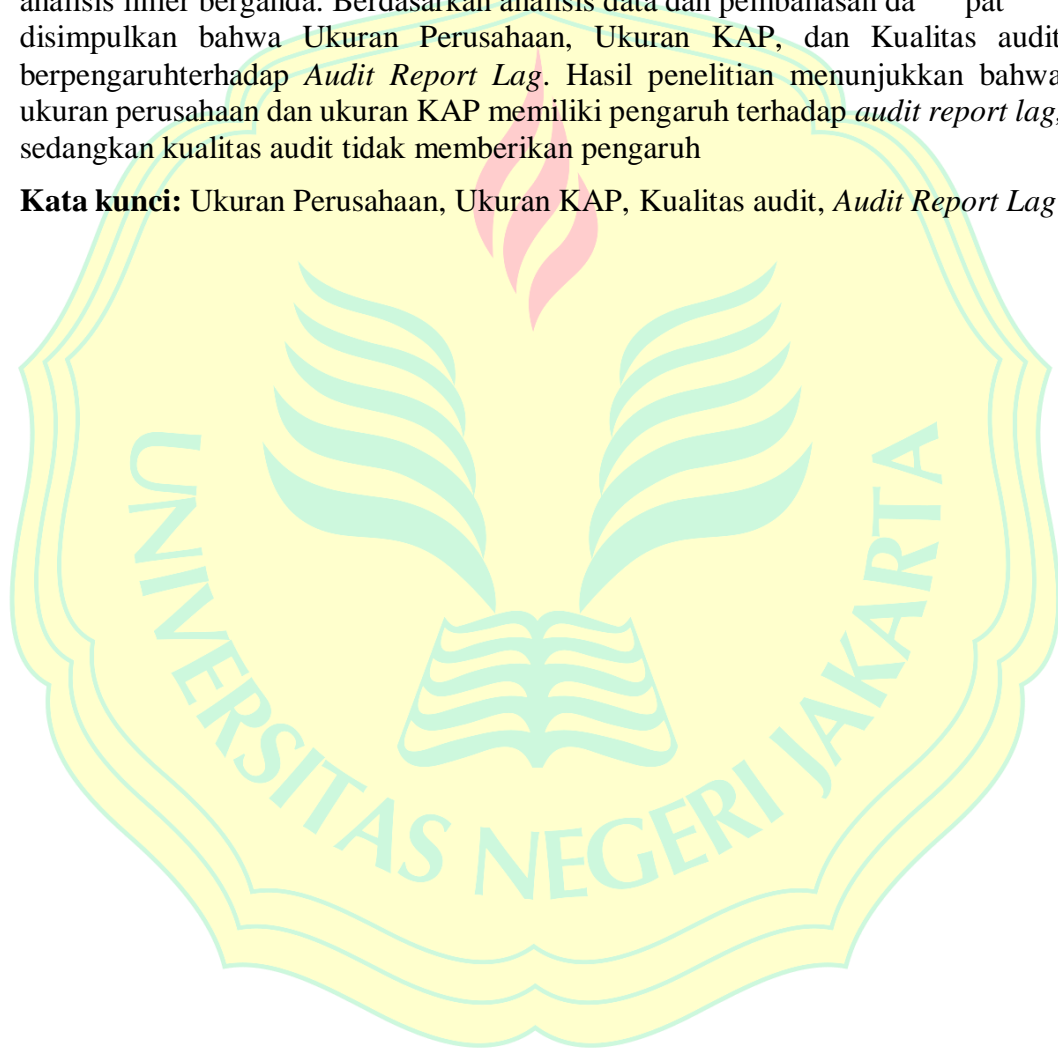 analisis linier berganda. Berdasarkan analisis data dan pembahasan da pat
disimpulkan bahwa Ukuran Perusahaan, Ukuran KAP, dan Kualitas audit
berpengaruhterhadap Audit Report Lag. Hasil penelitian menunjukkan bahwa
ukuran perusahaan dan ukuran KAP memiliki pengaruh terhadap audit report lag,
sedangkan kualitas audit tidak memberikan pengaruh
Kata kunci: Ukuran Perusahaan, Ukuran KAP, Kualitas audit, Audit Report Lag
UNIVERSITAS NEGERI JAKARTA